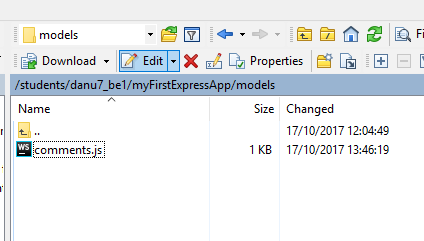 models
Download Edit Properties
/students/danu7_be1/myFirstExpressApp/models
Name Size Changed
.. 17/10/2017 12:04:49
WS comments.js 1 KB 17/10/2017 13:46:19